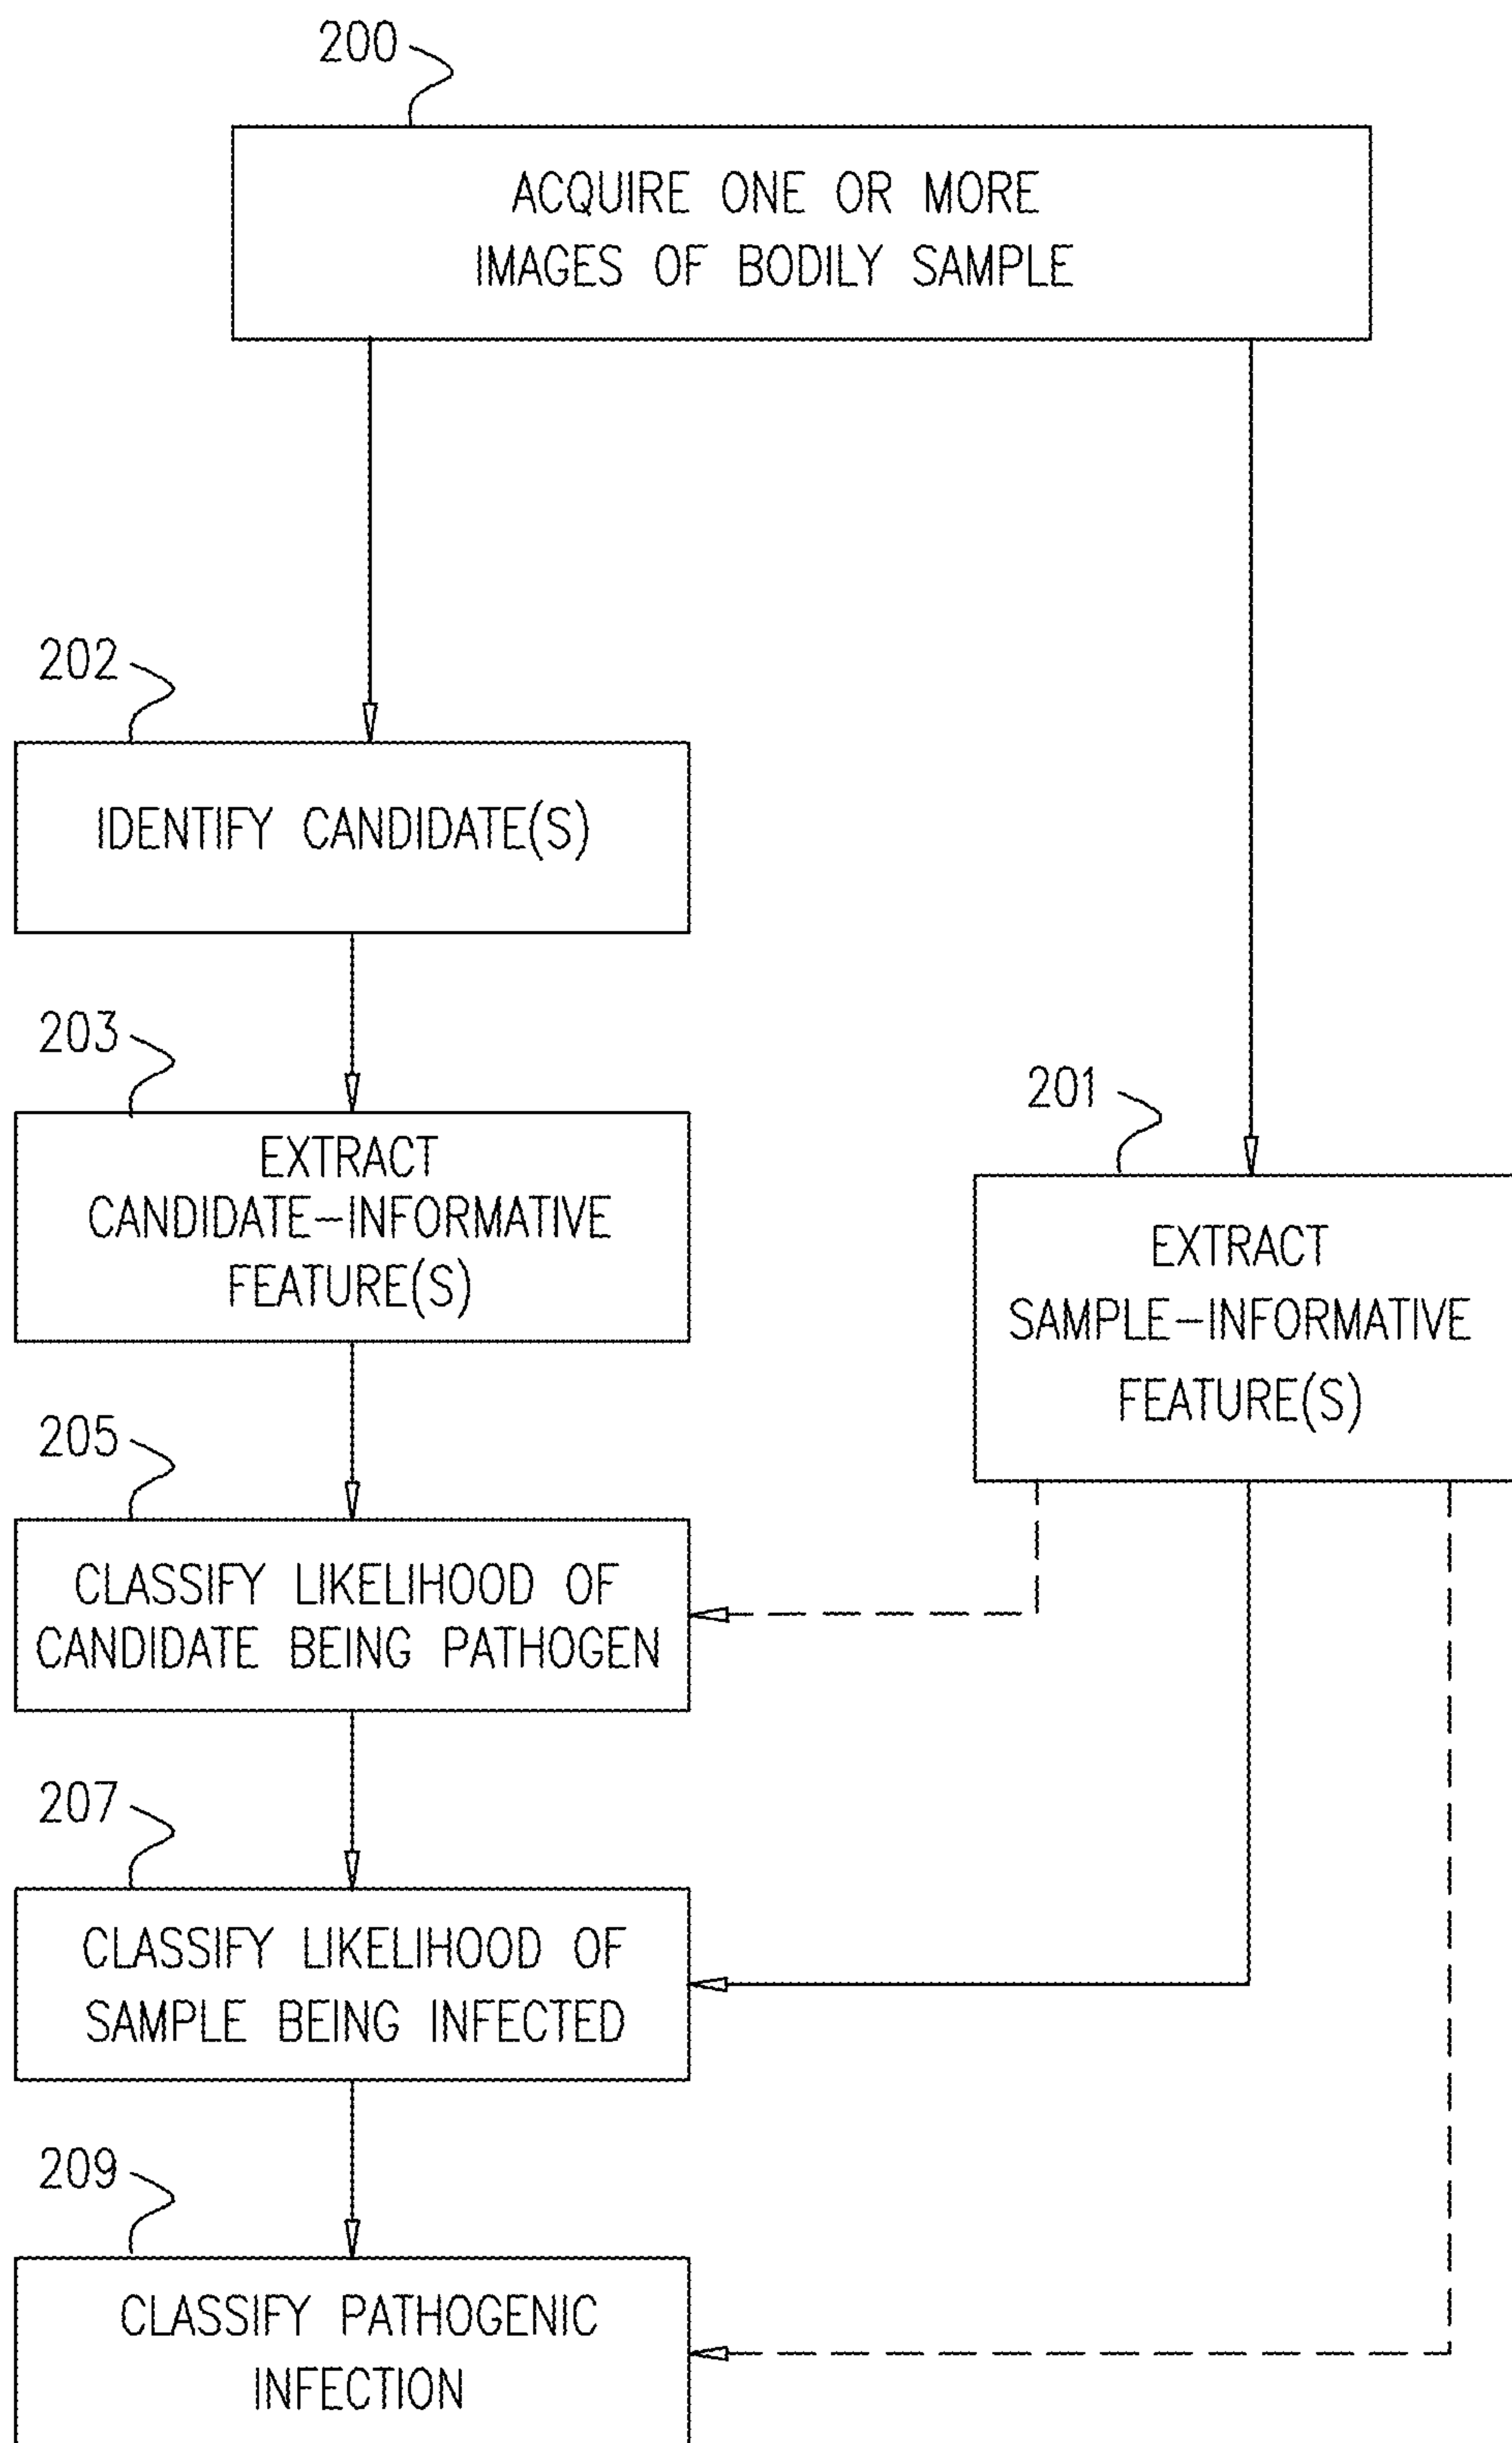 200
ACQUIRE ONE OR MORE
IMAGES OF BODILY SAMPLE
202
IDENTIFY CANDIDATE(S)
203
EXTRACT
CANDIDATE-INFORMATIVE
FEATURE(S)
201
EXTRACT
SAMPLE-INFORMATIVE
FEATURE(S)
205
CLASSIFY LIKELIHOOD OF
CANDIDATE BEING PATHOGEN
207
CLASSIFY LIKELIHOOD OF
SAMPLE BEING INFECTED
209
CLASSIFY PATHOGENIC
INFECTION